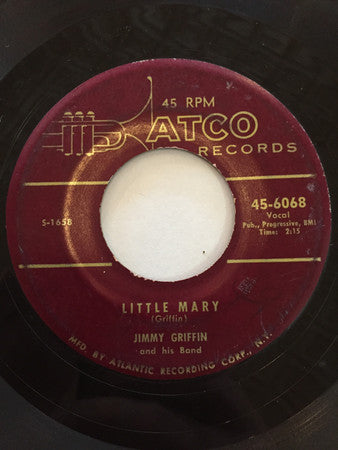 45 RPM
ATCO
RECORDS
45-6068
Vocal
Pub., Progressive, BMI
Time: 2:15
S-1658
LITTLE MARY
(Griffin)
JIMMY GRIFFIN
and his Band
MFD. BY ATLANTIC RECORDING CORP., N.Y.